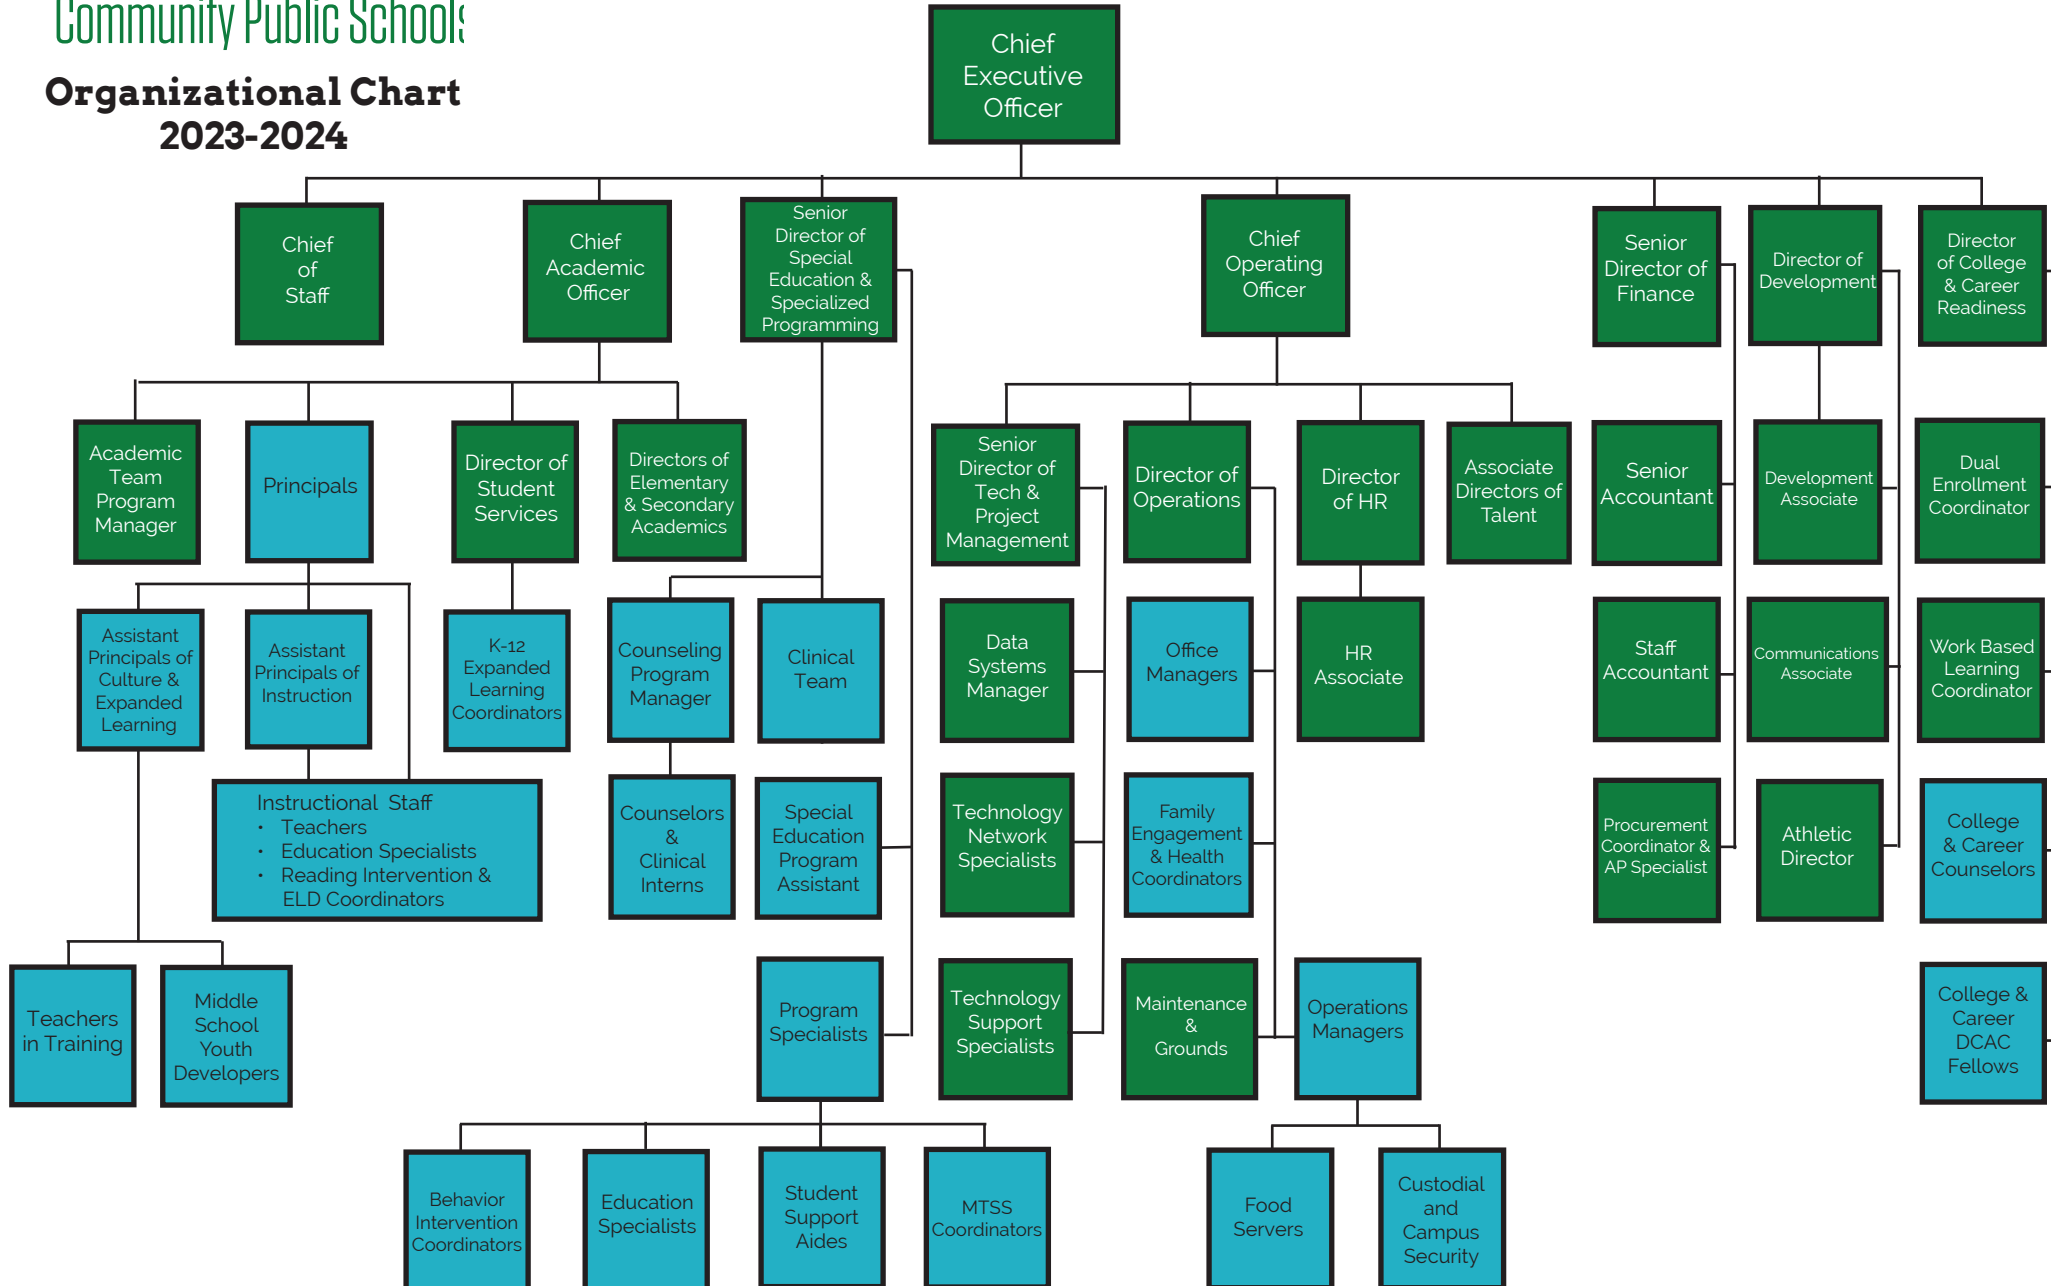 Community Public Schools
Organizational Chart
2023-2024
Chief
Executive
Officer
Chief
of
Staff
Chief
Academic
Officer
Senior
Director of
Special
Education &
Specialized
Programming
Chief
Operating
Officer
Senior
Director of
Finance
Director of
Development
Director
of College
& Career
Readiness
Academic
Team
Program
Manager
Principals
Director of
Student
Services
Directors of
Elementary
& Secondary
Academics
Senior
Director of
Tech &
Project
Management
Director of
Operations
Director
of HR
Associate
Directors of
Talent
Senior
Accountant
Development
Associate
Dual
Enrollment
Coordinator
Assistant
Principals of
Culture &
Expanded
Learning
Assistant
Principals of
Instruction
K-12
Expanded
Learning
Coordinators
Counseling
Program
Manager
Clinical
Team
Data
Systems
Manager
Office
Managers
HR
Associate
Staff
Accountant
Communications
Associate
Work Based
Learning
Coordinator
Instructional Staff
• Teachers
• Education Specialists
• Reading Intervention &
ELD Coordinators
Counselors
&
Clinical
Interns
Special
Education
Program
Assistant
Technology
Network
Specialists
Family
Engagement
& Health
Coordinators
Procurement
Coordinator &
AP Specialist
Athletic
Director
College
& Career
Counselors
Teachers
in Training
Middle
School
Youth
Developers
Program
Specialists
Technology
Support
Specialists
Maintenance
&
Grounds
Operations
Managers
College &
Career
DCAC
Fellows
Behavior
Intervention
Coordinators
Education
Specialists
Student
Support
Aides
MTSS
Coordinators
Food
Servers
Custodial
and
Campus
Security